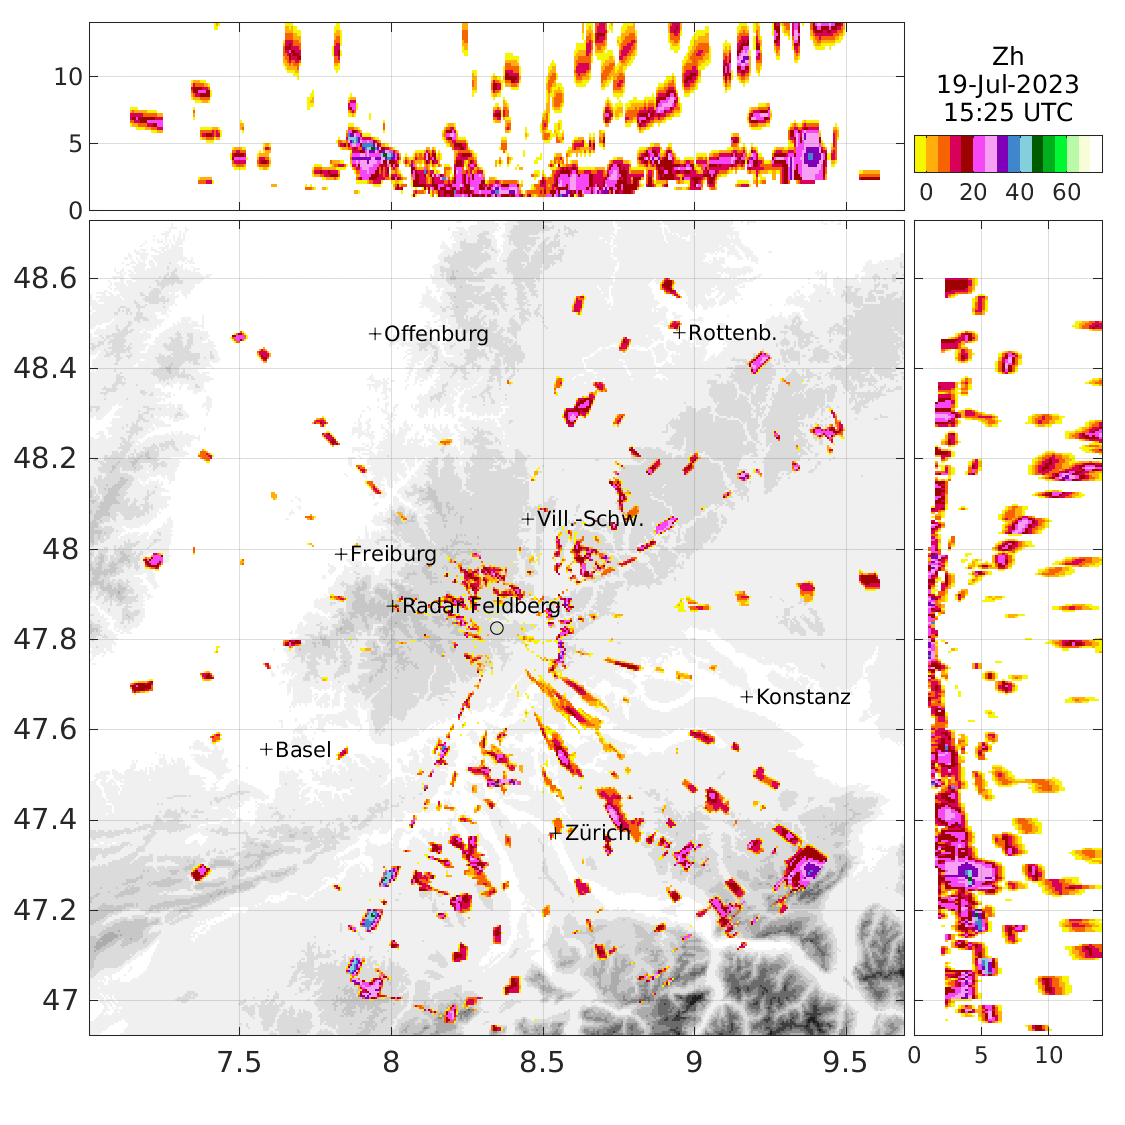 10
5
0
Zh
19-Jul-2023
15:25 UTC
0 20 40 60
48.6
48.4
48.2
48
47.8
47.6
47.4
47.2
47
+Offenburg
+Rottenb.
+Vill.-Schw.
+Freiburg
+Radar Feldberg
+Konstanz
+Basel
+Zürich
7.5 8 8.5 9 9.5
0 5 10